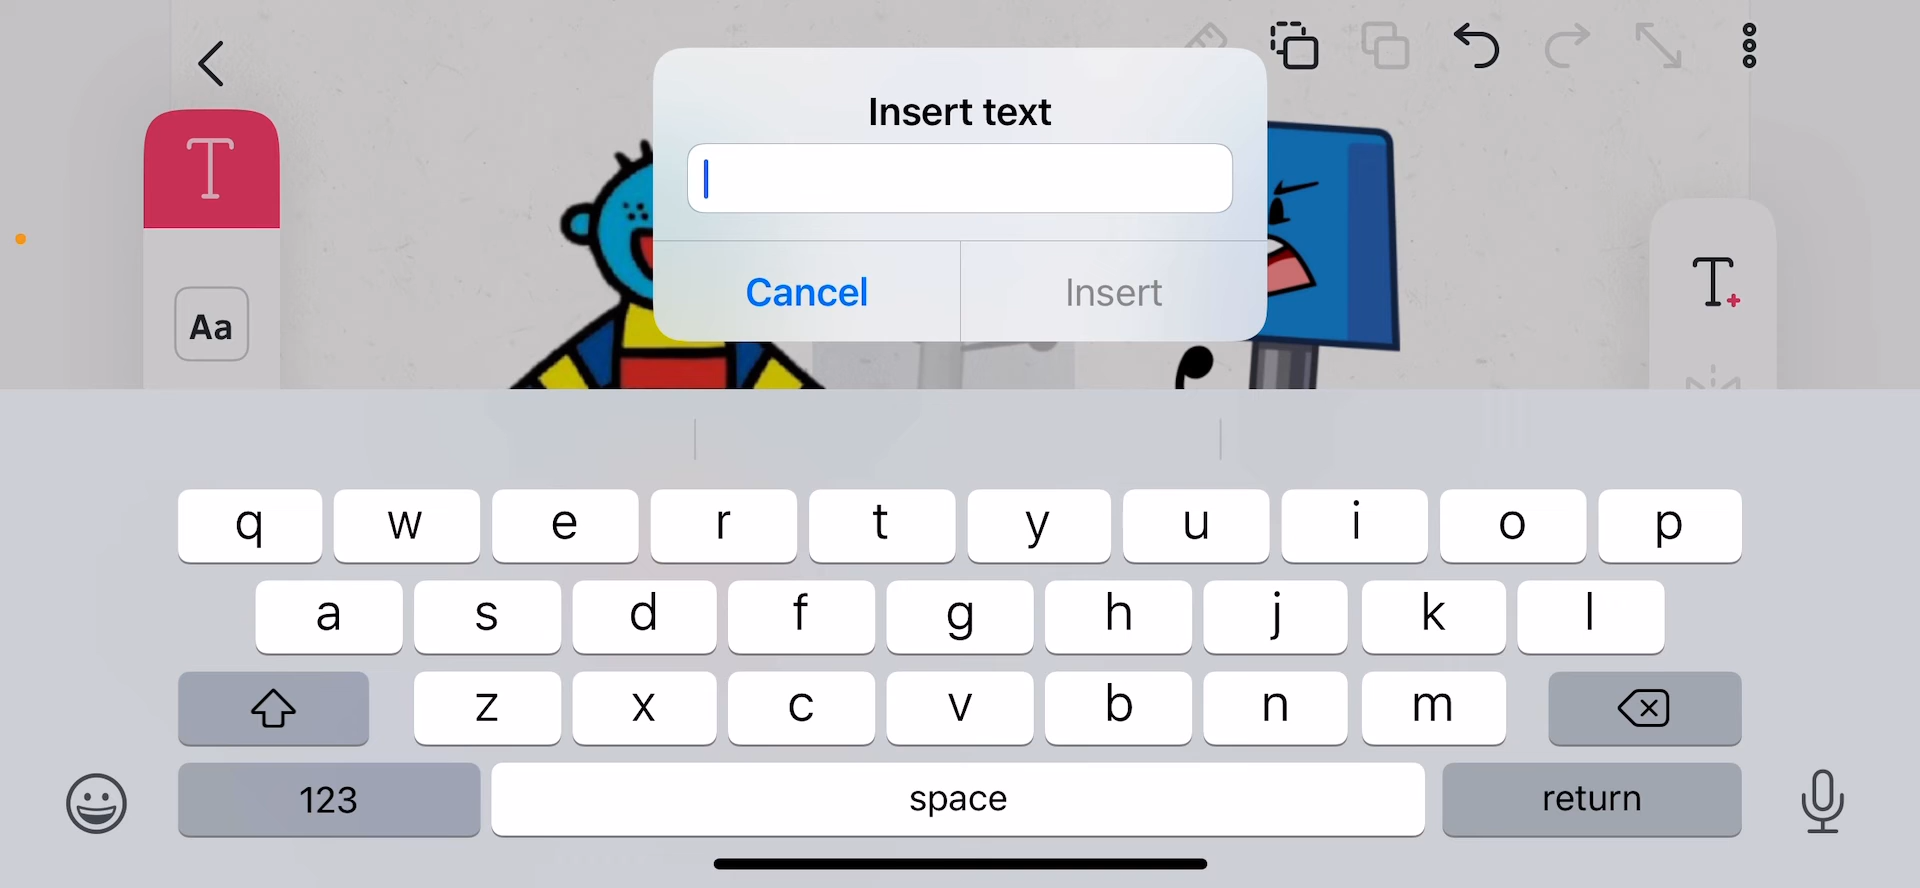 Insert text
T
Cancel
Insert
T
Aa
q w e r t y u i o p
a s d f g h j k l
z x c v b n m
123
space
return